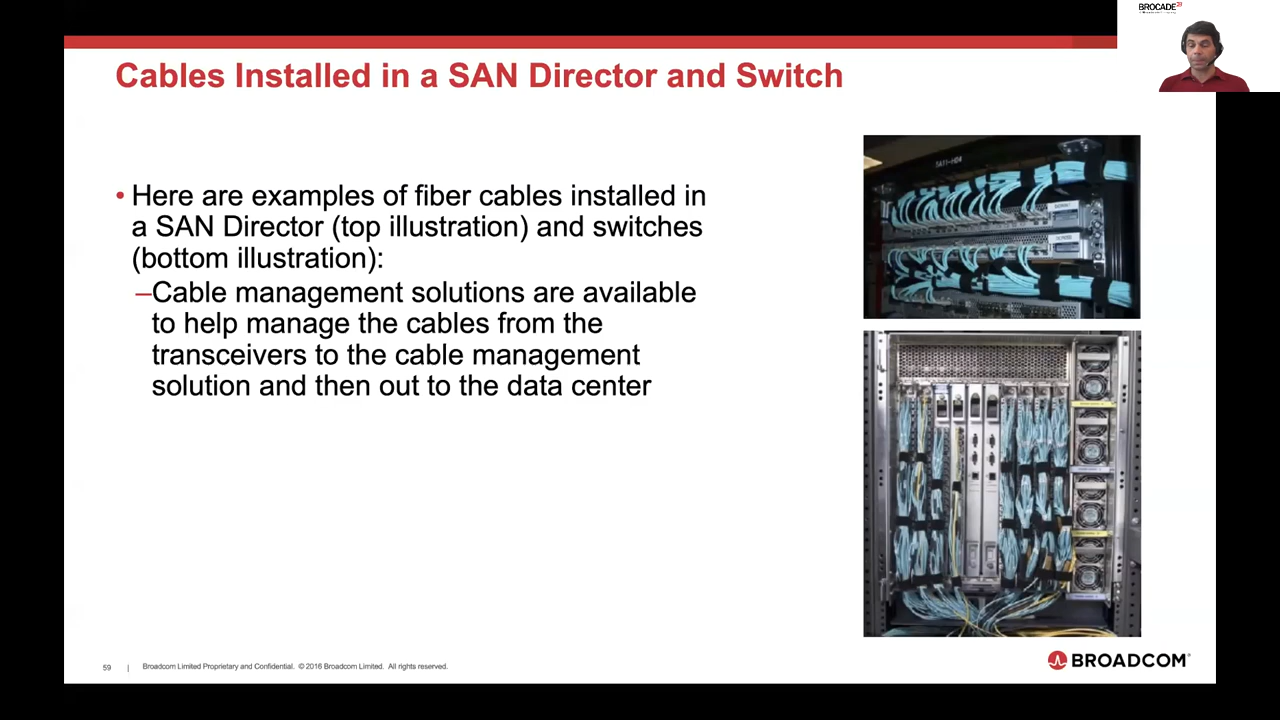 BROCADE
Cables Installed in a SAN Director and Switch
• Here are examples of fiber cables installed in
a SAN Director (top illustration) and switches
(bottom illustration):
–Cable management solutions are available
to help manage the cables from the
transceivers to the cable management
solution and then out to the data center
59 | Broadcom Limited Proprietary and Confidential. © 2016 Broadcom Limited. All rights reserved.
BROADCOM®